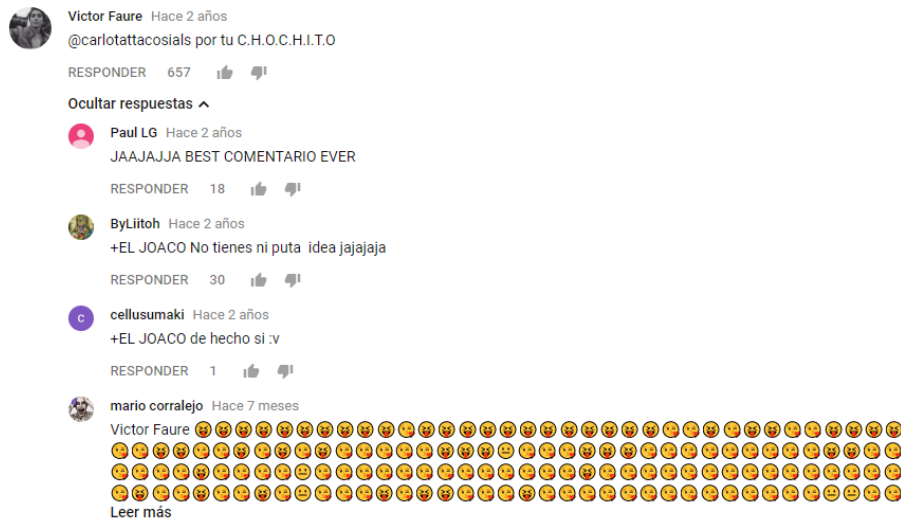 Victor Faure Hace 2 años
@carlotattacosials por tu C.H.O.C.H.I.T.O
RESPONDER 657
Ocultar respuestas
Paul LG Hace 2 años
JAAJAJJA BEST COMENTARIO EVER
RESPONDER 18
ByLiitoh Hace 2 años
+EL JOACO No tienes ni puta idea jajajaja
RESPONDER 30
C
cellusumaki Hace 2 años
+EL JOACO de hecho si :v
RESPONDER 1
mario corralejo Hace 7 meses
Victor Faure
Leer más